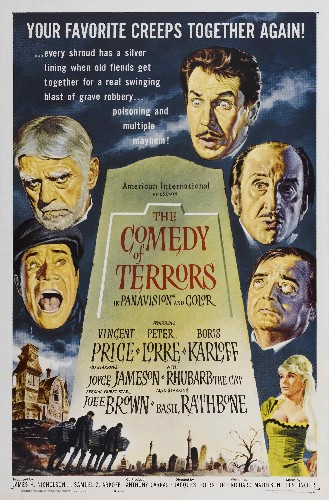 YOUR FAVORITE CREEPS TOGETHER AGAIN!
...every shroud has a silver
lining when old fiends get
together for a real swinging
blast of grave robbery...
poisoning and
multiple
mayhem!
American International
PRESENTS
THE
COMEDY
of
TERRORS
IN PANAVISION AND COLOR
STARRING
VINCENT PETER BORIS
PRICE LORRE KARLOFF
WITH
JOYCE JAMESON RHUBARB THE CAT
JOE E BROWN BASIL RATHBONE